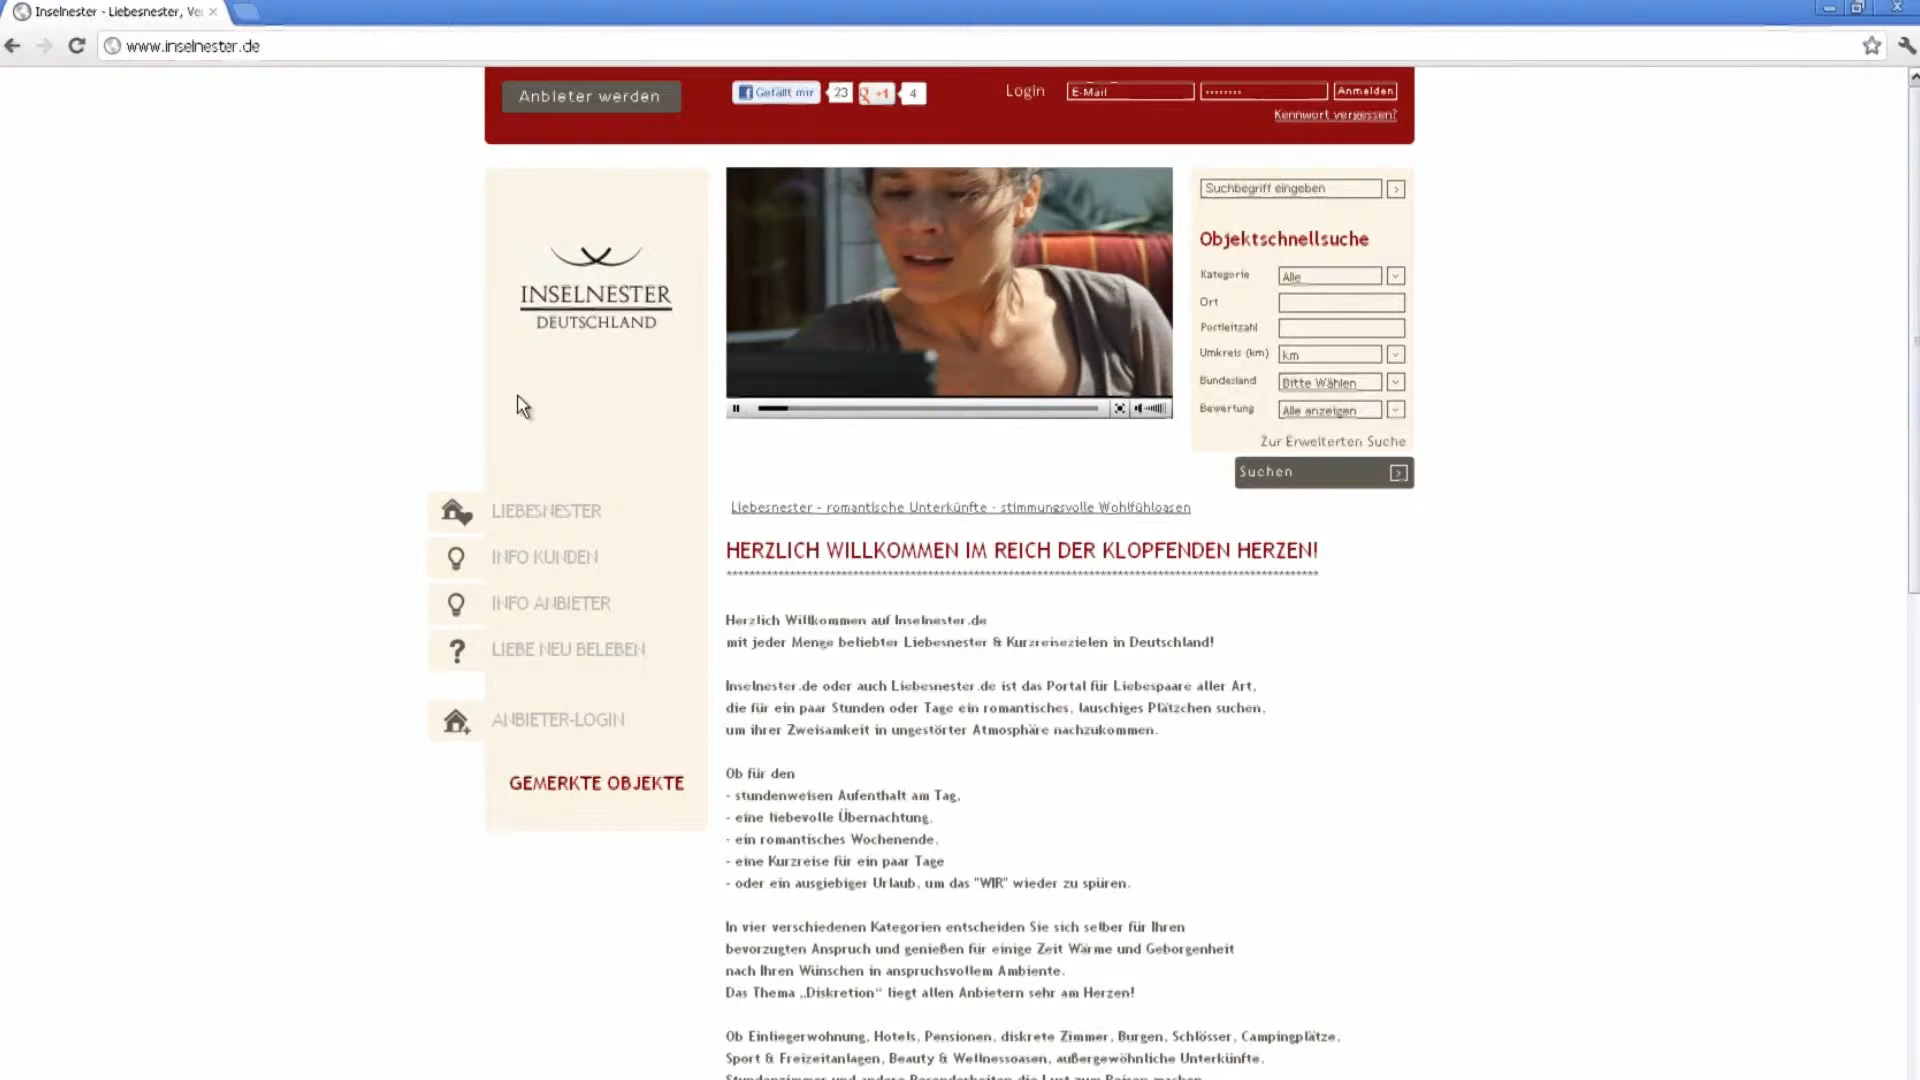 Inselnester - Liebesnester, Ve
www.inselnester.de
Anbieter werden
Gefällt mir 23 +1 4
Login E-Mail Anmelden
Kennwort vergessen?
INSELNESTER
DEUTSCHLAND
LIEBESNESTER
INFO KUNDEN
INFO ANBIETER
LIEBE NEU BELEBEN
ANBIETER-LOGIN
GEMERKTE OBJEKTE
Suchbegriff eingeben
Objektschnellsuche
Kategorie Alle
Ort
Postleitzahl
Umkreis (km) km
Bundesland Bitte Wählen
Bewertung Alle anzeigen
Zur Erweiterten Suche
Suchen
Liebesnester - romantische Unterkünfte - stimmungsvolle Wohlfühloasen
HERZLICH WILLKOMMEN IM REICH DER KLOPFENDEN HERZEN!
Herzlich Willkommen auf Inselnester.de
mit jeder Menge beliebter Liebesnester & Kurzreisezielen in Deutschland!
Inselnester.de oder auch Liebesnester.de ist das Portal für Liebespaare aller Art,
die für ein paar Stunden oder Tage ein romantisches, lauschiges Plätzchen suchen,
um ihrer Zweisamkeit in ungestörter Atmosphäre nachzukommen.
Ob für den
- stundenweisen Aufenthalt am Tag,
- eine liebevolle Übernachtung,
- ein romantisches Wochenende,
- eine Kurzreise für ein paar Tage
- oder ein ausgiebiger Urlaub, um das "WIR" wieder zu spüren.
In vier verschiedenen Kategorien entscheiden Sie sich selber für Ihren
bevorzugten Anspruch und genießen für einige Zeit Wärme und Geborgenheit
nach Ihren Wünschen in anspruchsvollem Ambiente.
Das Thema „Diskretion“ liegt allen Anbietern sehr am Herzen!
Ob Einliegerwohnung, Hotels, Pensionen, diskrete Zimmer, Burgen, Schlösser, Campingplätze,
Sport & Freizeitanlagen, Beauty & Wellnessoasen, außergewöhnliche Unterkünfte,
Stundenzimmer und andere Besonderheiten die Lust zum Reisen machen